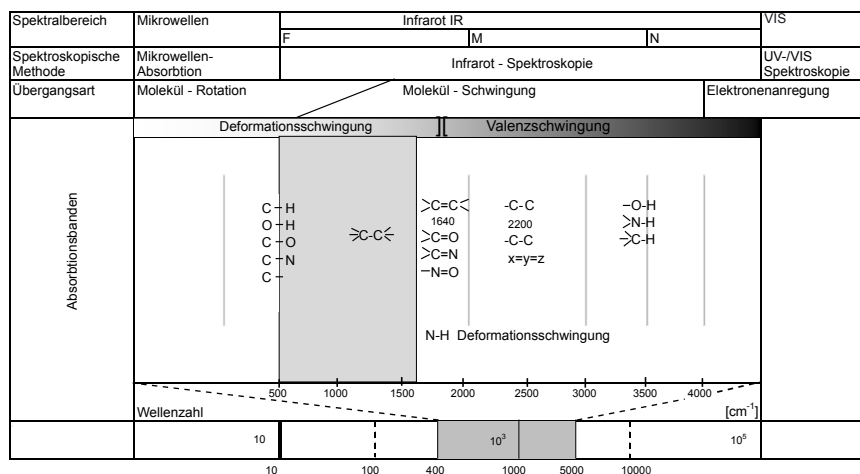 Spektralbereich Mikrowellen Infrarot IR VIS
F M N
Spektroskopische Methode Mikrowellen-Absorbtion Infrarot - Spektroskopie UV-/VIS Spektroskopie
Übergangsart Molekül - Rotation Molekül - Schwingung Elektronenanregung
Deformationsschwingung ][ Valenzschwingung
Absorbtionsbanden
C - H
O - H
C - O
C - N
C -
>C-C<
>C=C<
1640
>C=O
>C=N
-N=O
-C-C
2200
-C-C
x=y=z
-O-H
>N-H
>C-H
N-H Deformationsschwingung
500 1000 1500 2000 2500 3000 3500 4000
Wellenzahl [cm⁻¹]
10 10³ 10⁵
10 100 400 1000 5000 10000